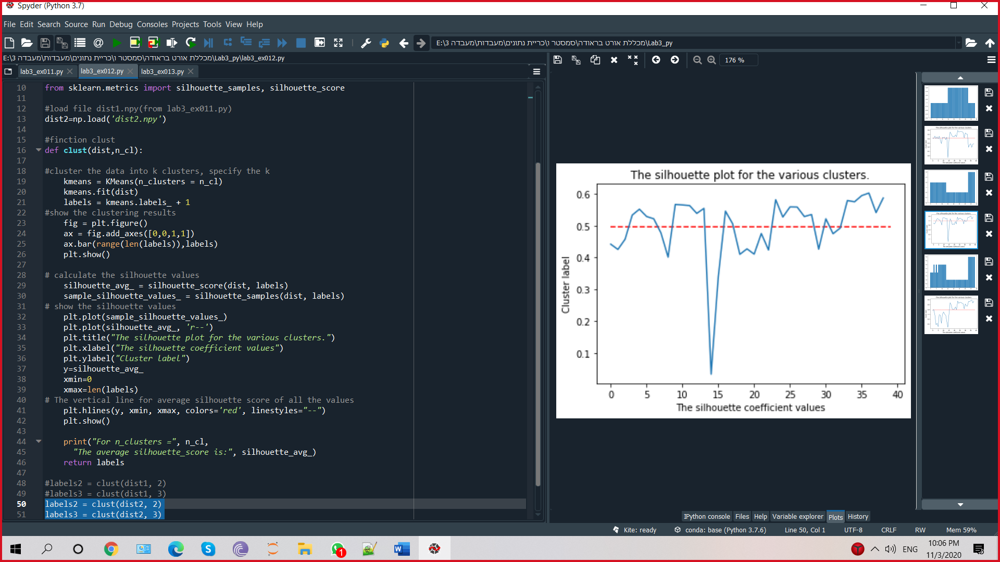 Spyder (Python 3.7)
File Edit Search Source Run Debug Consoles Projects Tools View Help
E:\מכללת אורט בראודה\סמסטר ו\כריית נתונים\מעבדות\מעבדה 3\Lab3_py
E:\מכללת אורט בראודה\סמסטר ו\כריית נתונים\מעבדות\מעבדה 3\Lab3_py\lab3_ex012.py
176 %
lab3_ex011.py lab3_ex012.py lab3_ex013.py
10 from sklearn.metrics import silhouette_samples, silhouette_score
11
12 #load file dist1.npy(from lab3_ex011.py)
13 dist2=np.load('dist2.npy')
14
15 #finction clust
16 def clust(dist,n_cl):
17
18 #cluster the data into k clusters, specify the k
19     kmeans = KMeans(n_clusters = n_cl)
20     kmeans.fit(dist)
21     labels = kmeans.labels_ + 1
22 #show the clustering results
23     fig = plt.figure()
24     ax = fig.add_axes([0,0,1,1])
25     ax.bar(range(len(labels)),labels)
26     plt.show()
27
28 # calculate the silhouette values
29     silhouette_avg_ = silhouette_score(dist, labels)
30     sample_silhouette_values_ = silhouette_samples(dist, labels)
31 # show the silhouette values
32     plt.plot(sample_silhouette_values_)
33     plt.plot(silhouette_avg_, 'r--')
34     plt.title("The silhouette plot for the various clusters.")
35     plt.xlabel("The silhouette coefficient values")
36     plt.ylabel("Cluster label")
37     y=silhouette_avg_
38     xmin=0
39     xmax=len(labels)
40 # The vertical line for average silhouette score of all the values
41     plt.hlines(y, xmin, xmax, colors='red', linestyles="--")
42     plt.show()
43
44     print("For n_clusters =", n_cl,
45       "The average silhouette_score is:", silhouette_avg_)
46     return labels
47
48 #labels2 = clust(dist1, 2)
49 #labels3 = clust(dist1, 3)
50 labels2 = clust(dist2, 2)
51 labels3 = clust(dist2, 3)
The silhouette plot for the various clusters.
0.6
0.5
0.4
0.3
0.2
0.1
Cluster label
0 5 10 15 20 25 30 35 40
The silhouette coefficient values
IPython console Files Help Variable explorer Plots History
Kite: ready conda: base (Python 3.7.6) Line 50, Col 1 UTF-8 CRLF RW Mem 59%
1
ENG
10:06 PM
11/3/2020